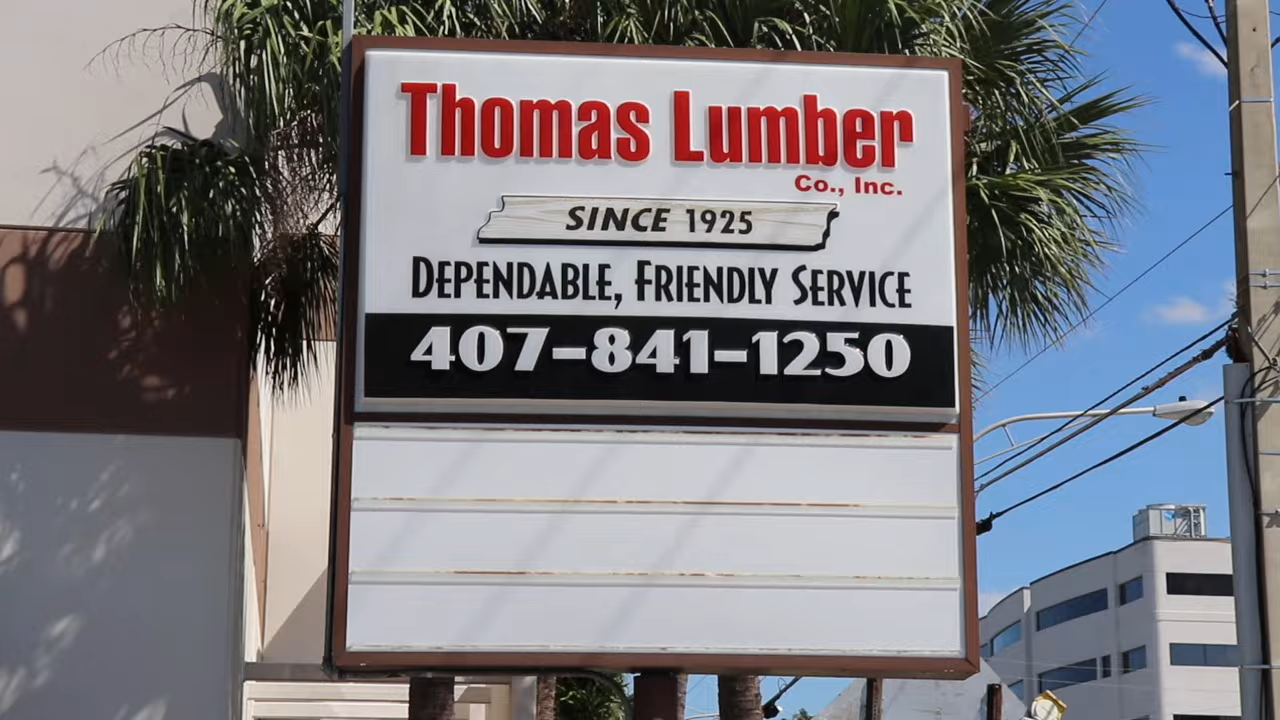 Thomas Lumber
Co., Inc.
SINCE 1925
DEPENDABLE, FRIENDLY SERVICE
407-841-1250